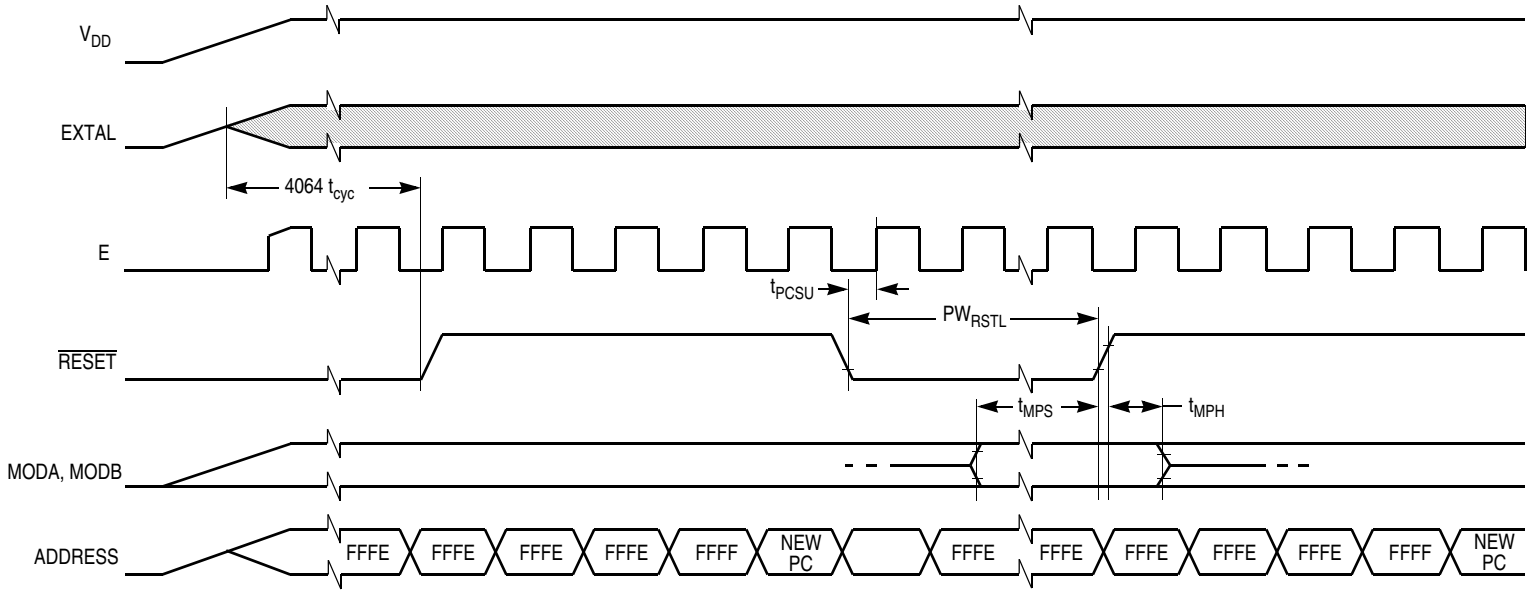 VDD
EXTAL
4064 tcyc
E
tPCSU
PWRSTL
RESET
tMPS
tMPH
MODA, MODB
ADDRESS
FFFE FFFE FFFE FFFE FFFF NEW PC FFFE FFFE FFFE FFFE FFFE FFFF NEW PC